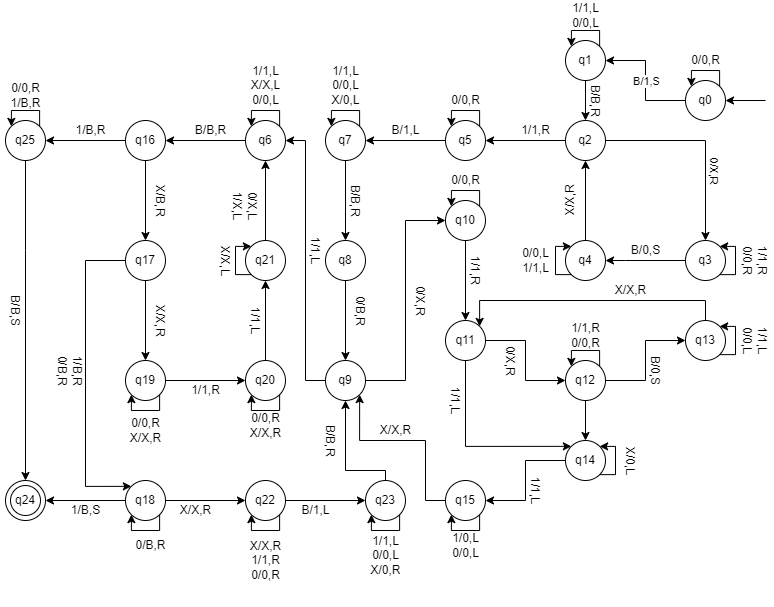 1/1,L
0/0,L
q1
0/0,R
B/1,S
q0
B/B,R
0/0,R
1/B,R
q25
1/B,R
q16
B/B,R
1/1,L
X/X,L
0/0,L
q6
1/1,L
0/0,L
X/0,L
q7
B/1,L
0/0,R
q5
1/1,R
q2
0/X,R
X/B,R
0/X,L
1/X,L
B/B,R
0/0,R
q10
X/X,R
q17
X/X,L
q21
1/1,L
q8
1/1,R
0/0,L
1/1,L
q4
B/0,S
q3
1/1,R
0/0,R
B/B,S
X/X,R
1/1,L
0/B,R
0/X,R
X/X,R
q11
0/X,R
1/1,R
0/0,R
q12
B/0,S
q13
1/1,L
0/0,L
1/B,R
0/B,R
q19
1/1,R
q20
q9
1/1,L
0/0,R
X/X,R
0/0,R
X/X,R
B/B,R
X/X,R
q14
X/0,L
1/1,L
q24
1/B,S
q18
X/X,R
q22
B/1,L
q23
q15
0/B,R
X/X,R
1/1,R
0/0,R
1/1,L
0/0,L
X/0,R
1/0,L
0/0,L